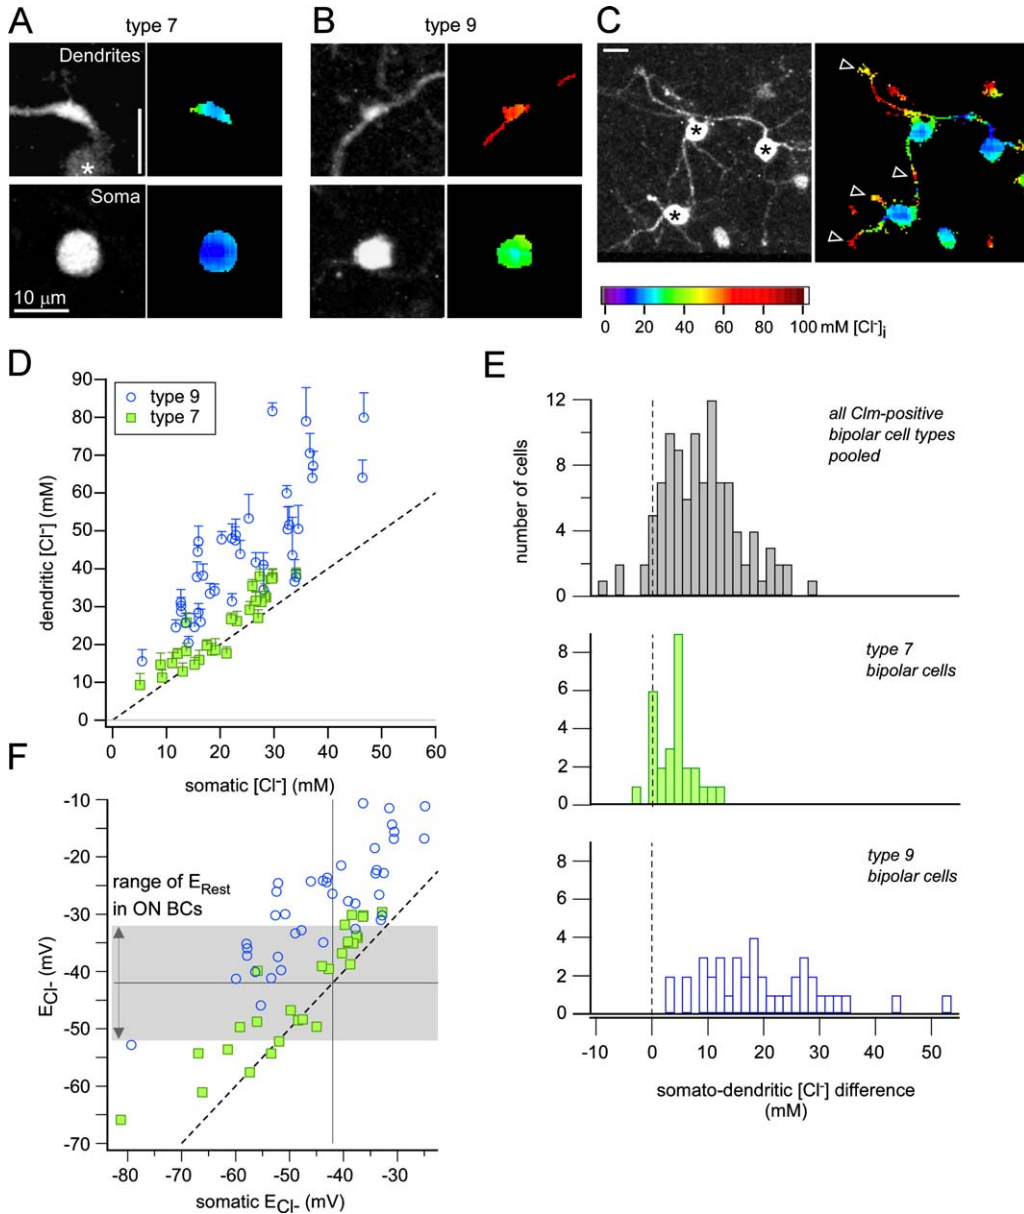 A
type 7
Dendrites
*
Soma
10 μm
B
type 9
C
* * *
0 20 40 60 80 100 mM [Cl-]i
D
90
80
70
60
50
40
30
20
10
0
dendritic [Cl-] (mM)
type 9
type 7
0 10 20 30 40 50 60
somatic [Cl-] (mM)
E
12
8
4
0
number of cells
all Clm-positive
bipolar cell types
pooled
8
6
4
2
0
type 7
bipolar cells
8
6
4
2
0
type 9
bipolar cells
-10 0 10 20 30 40 50
somato-dendritic [Cl-] difference
(mM)
F
-10
-20
-30
-40
-50
-60
-70
ECl- (mV)
range of ERest
in ON BCs
-80 -70 -60 -50 -40 -30
somatic ECl- (mV)